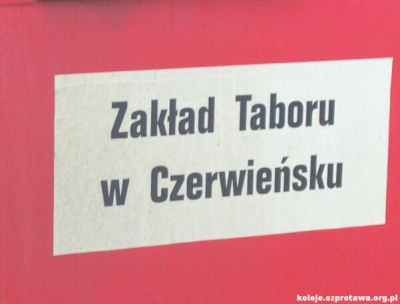 Zakład Taboru
w Czerwieńsku
koleje.szprotawa.org.pl